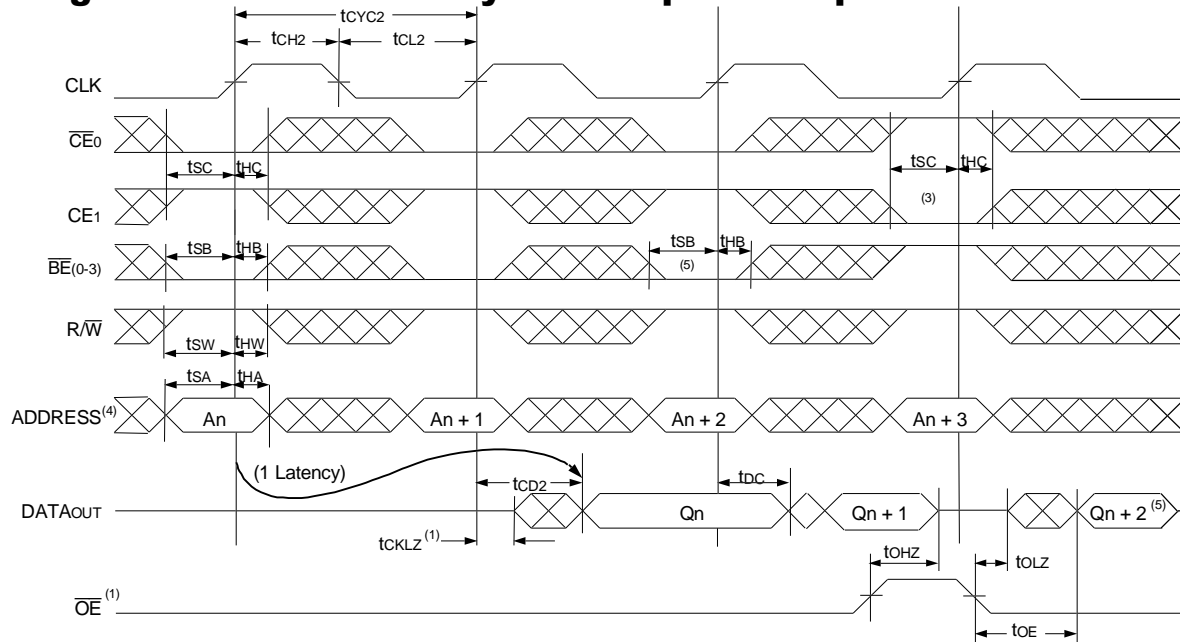 tCYC2
tCH2 tCL2
CLK
CE0
tSC tHC tSC tHC
CE1 (3)
tSB tHB tSB tHB
BE(0-3) (5)
R/W
tSW tHW
tSA tHA
ADDRESS(4) An An + 1 An + 2 An + 3
(1 Latency) tCD2 tDC
DATAOUT Qn Qn + 1 Qn + 2 (5)
tCKLZ (1)
tOHZ tOLZ
OE (1)
tOE